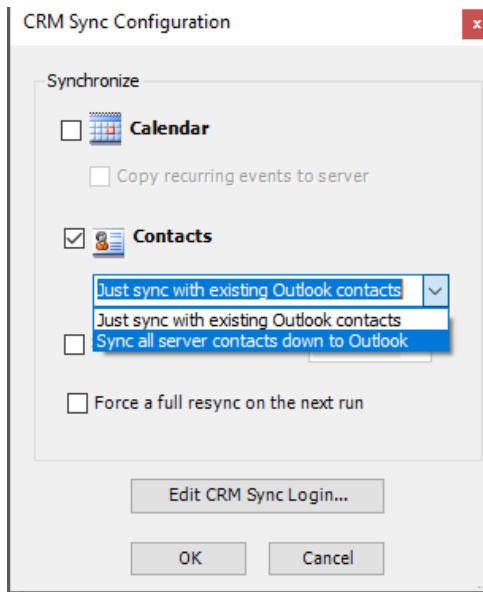 CRM Sync Configuration
x
Synchronize
Calendar
Copy recurring events to server
Contacts
Just sync with existing Outlook contacts
Just sync with existing Outlook contacts
Sync all server contacts down to Outlook
Force a full resync on the next run
Edit CRM Sync Login...
OK
Cancel